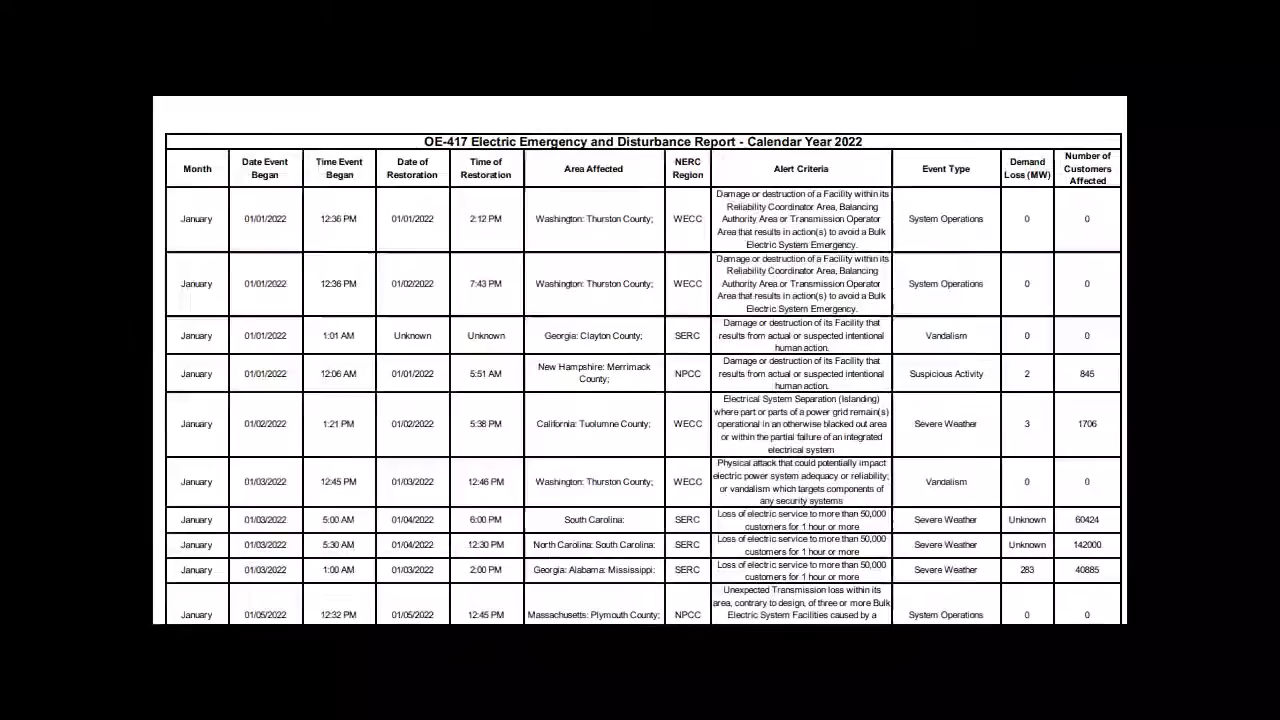 OE-417 Electric Emergency and Disturbance Report - Calendar Year 2022
Month Date Event Began Time Event Began Date of Restoration Time of Restoration Area Affected NERC Region Alert Criteria Event Type Demand Loss (MW) Number of Customers Affected
January 01/01/2022 12:36 PM 01/01/2022 2:12 PM Washington: Thurston County; WECC Damage or destruction of a Facility within its Reliability Coordinator Area, Balancing Authority Area or Transmission Operator Area that results in action(s) to avoid a Bulk Electric System Emergency. System Operations 0 0
January 01/01/2022 12:36 PM 01/02/2022 7:43 PM Washington: Thurston County; WECC Damage or destruction of a Facility within its Reliability Coordinator Area, Balancing Authority Area or Transmission Operator Area that results in action(s) to avoid a Bulk Electric System Emergency. System Operations 0 0
January 01/01/2022 1:01 AM Unknown Unknown Georgia: Clayton County; SERC Damage or destruction of its Facility that results from actual or suspected intentional human action. Vandalism 0 0
January 01/01/2022 12:06 AM 01/01/2022 5:51 AM New Hampshire: Merrimack County; NPCC Damage or destruction of its Facility that results from actual or suspected intentional human action. Suspicious Activity 2 845
January 01/02/2022 1:21 PM 01/02/2022 5:38 PM California: Tuolumne County; WECC Electrical System Separation (Islanding) where part or parts of a power grid remain(s) operational in an otherwise blacked out area or within the partial failure of an integrated electrical system Severe Weather 3 1706
January 01/03/2022 12:45 PM 01/03/2022 12:46 PM Washington: Thurston County; WECC Physical attack that could potentially impact electric power system adequacy or reliability; or vandalism which targets components of any security systems Vandalism 0 0
January 01/03/2022 5:00 AM 01/04/2022 6:00 PM South Carolina: SERC Loss of electric service to more than 50,000 customers for 1 hour or more Severe Weather Unknown 60424
January 01/03/2022 5:30 AM 01/04/2022 12:30 PM North Carolina: South Carolina: SERC Loss of electric service to more than 50,000 customers for 1 hour or more Severe Weather Unknown 142000
January 01/03/2022 1:00 AM 01/03/2022 2:00 PM Georgia: Alabama: Mississippi: SERC Loss of electric service to more than 50,000 customers for 1 hour or more Severe Weather 283 40885
January 01/05/2022 12:32 PM 01/05/2022 12:45 PM Massachusetts: Plymouth County; NPCC Unexpected Transmission loss within its area, contrary to design, of three or more Bulk Electric System Facilities caused by a System Operations 0 0